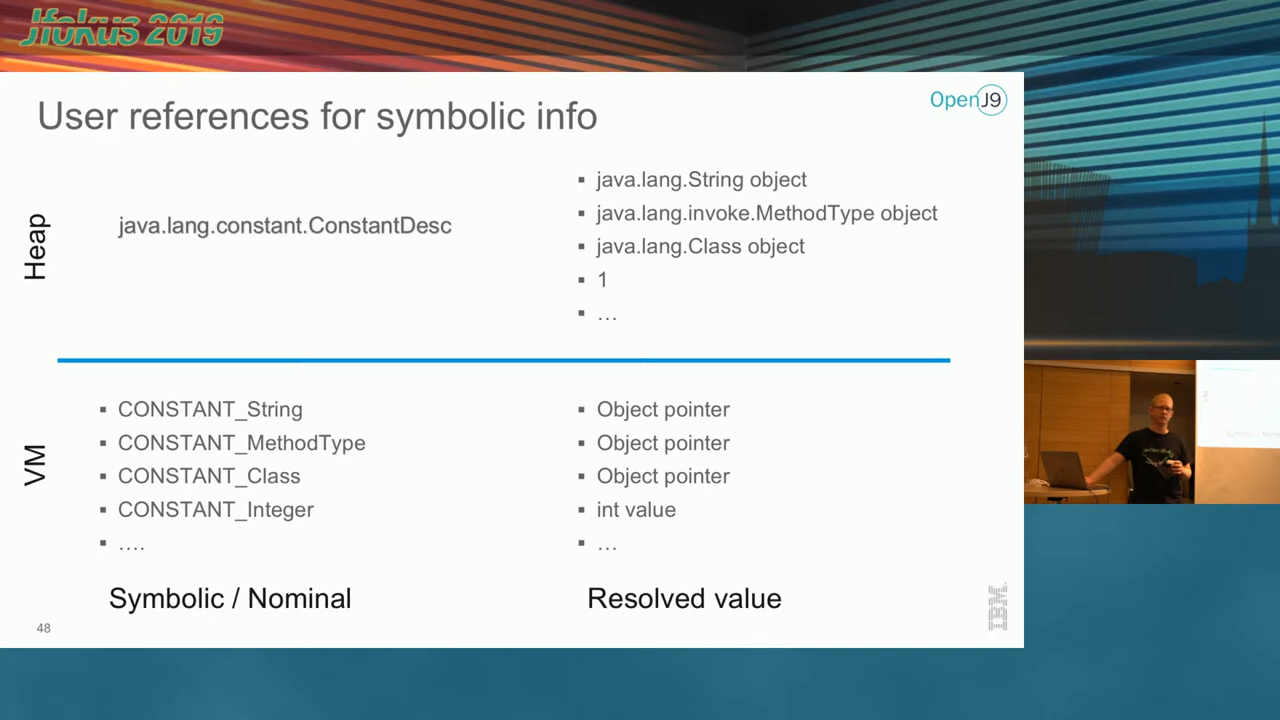 Jfokus 2019
User references for symbolic info
OpenJ9
Heap
java.lang.constant.ConstantDesc
▪ java.lang.String object
▪ java.lang.invoke.MethodType object
▪ java.lang.Class object
▪ 1
▪ …
VM
▪ CONSTANT_String
▪ CONSTANT_MethodType
▪ CONSTANT_Class
▪ CONSTANT_Integer
▪ ….
▪ Object pointer
▪ Object pointer
▪ Object pointer
▪ int value
▪ …
Symbolic / Nominal
Resolved value
48
IBM